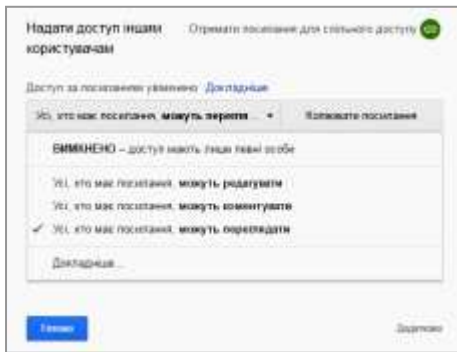 Надати доступ іншим користувачам
Отримати посилання для спільного доступу
Доступ за посиланням увімкнено Докладніше
Усі, хто має посилання, можуть перегля... Копіювати посилання
ВИМКНЕНО – доступ мають лише певні особи
Усі, хто має посилання, можуть редагувати
Усі, хто має посилання, можуть коментувати
✓ Усі, хто має посилання, можуть переглядати
Докладніше...
Готово Додатково